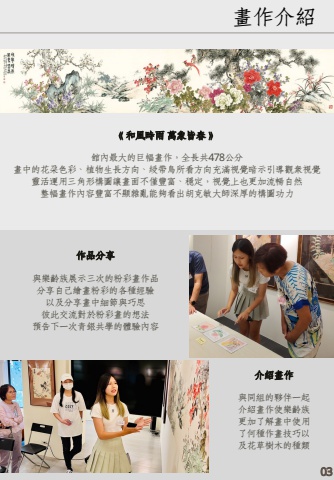 畫作介紹
《和風時雨 萬象皆春》
館內最大的巨幅畫作，全長共478公分
畫中的花朵色彩、植物生長方向、綬帶鳥所看方向充滿視覺暗示引導觀眾視覺
靈活運用三角形構圖讓畫面不僅豐富、穩定，視覺上也更加流暢自然
整幅畫作內容豐富不顯雜亂能夠看出胡克敏大師深厚的構圖功力
作品分享
與樂齡族展示三次的粉彩畫作品
分享自己繪畫粉彩的各種經驗
以及分享畫中細節與巧思
彼此交流對於粉彩畫的想法
預告下一次青銀共學的體驗內容
介紹畫作
與同組的夥伴一起
介紹畫作使樂齡族
更加了解畫中使用
了何種作畫技巧以
及花草樹木的種類
03